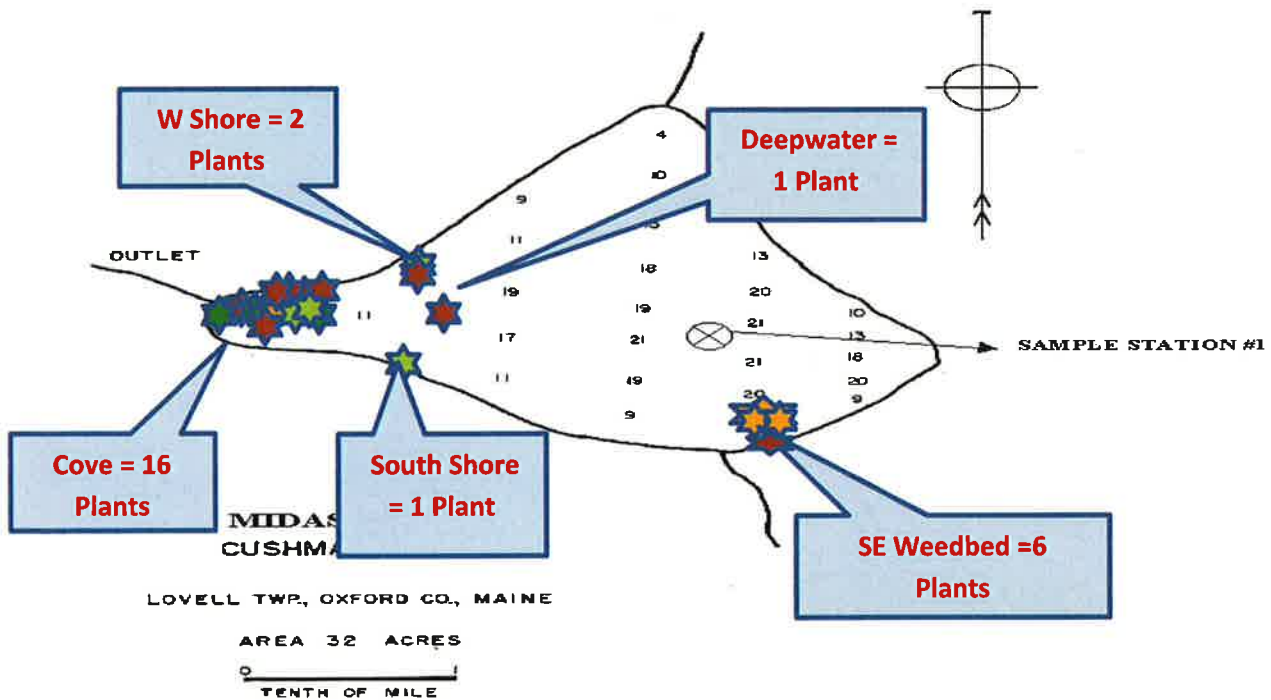 W Shore = 2
Plants
Deepwater =
1 Plant
4
10
9
11
13
OUTLET
18
19
20
10
11
19
21
13
17
21
21
18
11
19
20
20
9
9
SAMPLE STATION #1
Cove = 16
Plants
South Shore
= 1 Plant
SE Weedbed =6
Plants
LOVELL TWP., OXFORD CO., MAINE
AREA 32 ACRES
0 1
TENTH OF MILE